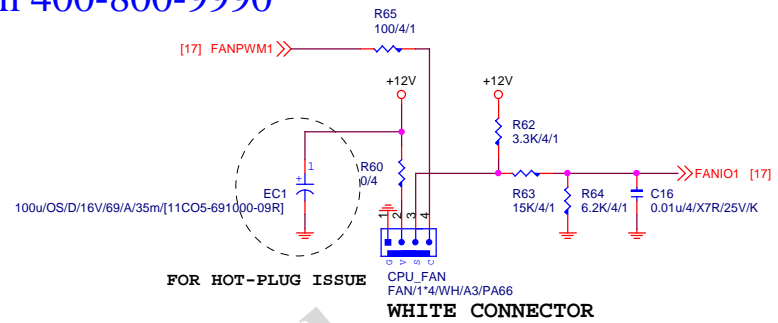 400-800-9990
R65
100/4/1
[17] FANPWM1
+12V
+12V
R62
3.3K/4/1
1
+
EC1
100u/OS/D/16V/69/A/35m/[11CO5-691000-09R]
R60
0/4
FANIO1 [17]
R63
15K/4/1
R64
6.2K/4/1
C16
0.01u/4/X7R/25V/K
1
2
3
4
G
V
S
C
FOR HOT-PLUG ISSUE
CPU_FAN
FAN/1*4/WH/A3/PA66
WHITE CONNECTOR